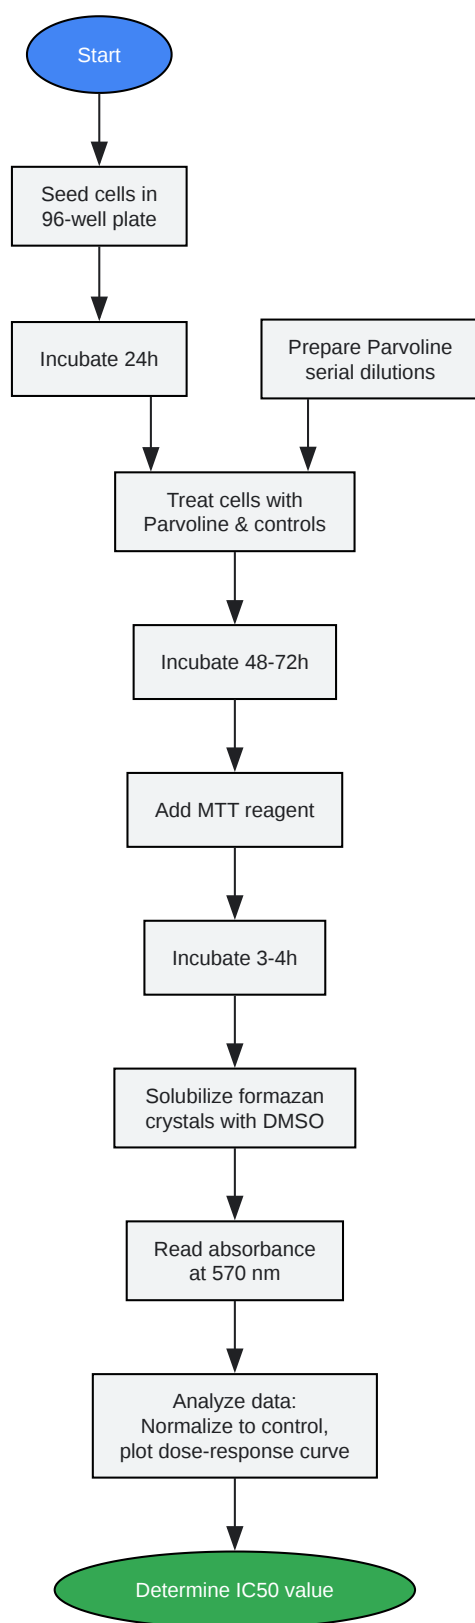 Start
Seed cells in
96-well plate
Incubate 24h
Prepare Parvoline
serial dilutions
Treat cells with
Parvoline & controls
Incubate 48-72h
Add MTT reagent
Incubate 3-4h
Solubilize formazan
crystals with DMSO
Read absorbance
at 570 nm
Analyze data:
Normalize to control,
plot dose-response curve
Determine IC50 value